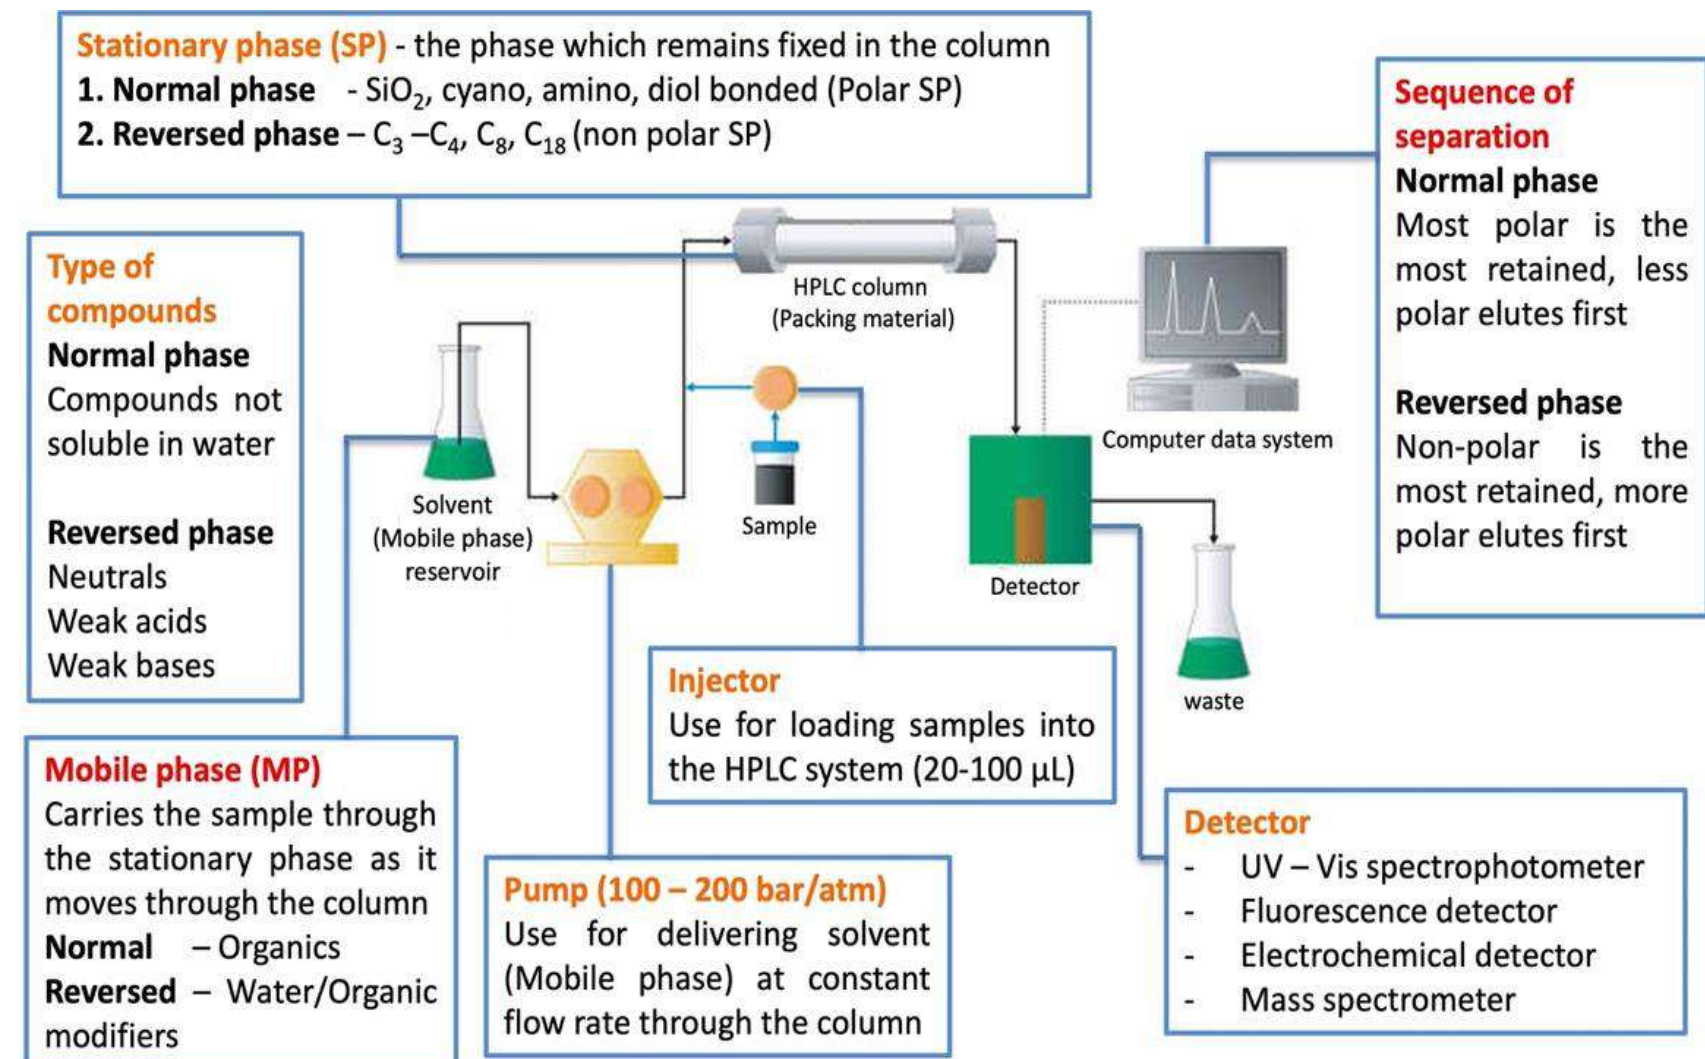 Stationary phase (SP) - the phase which remains fixed in the column
1. Normal phase - SiO₂, cyano, amino, diol bonded (Polar SP)
2. Reversed phase – C₃ –C₄, C₈, C₁₈ (non polar SP)
Sequence of
separation
Normal phase
Most polar is the
most retained, less
polar elutes first
Reversed phase
Non-polar is the
most retained, more
polar elutes first
Type of
compounds
Normal phase
Compounds not
soluble in water
Reversed phase
Neutrals
Weak acids
Weak bases
HPLC column
(Packing material)
Computer data system
Solvent
(Mobile phase)
reservoir
Sample
Detector
waste
Injector
Use for loading samples into
the HPLC system (20-100 µL)
Mobile phase (MP)
Carries the sample through
the stationary phase as it
moves through the column
Normal – Organics
Reversed – Water/Organic
modifiers
Pump (100 – 200 bar/atm)
Use for delivering solvent
(Mobile phase) at constant
flow rate through the column
Detector
- UV – Vis spectrophotometer
- Fluorescence detector
- Electrochemical detector
- Mass spectrometer